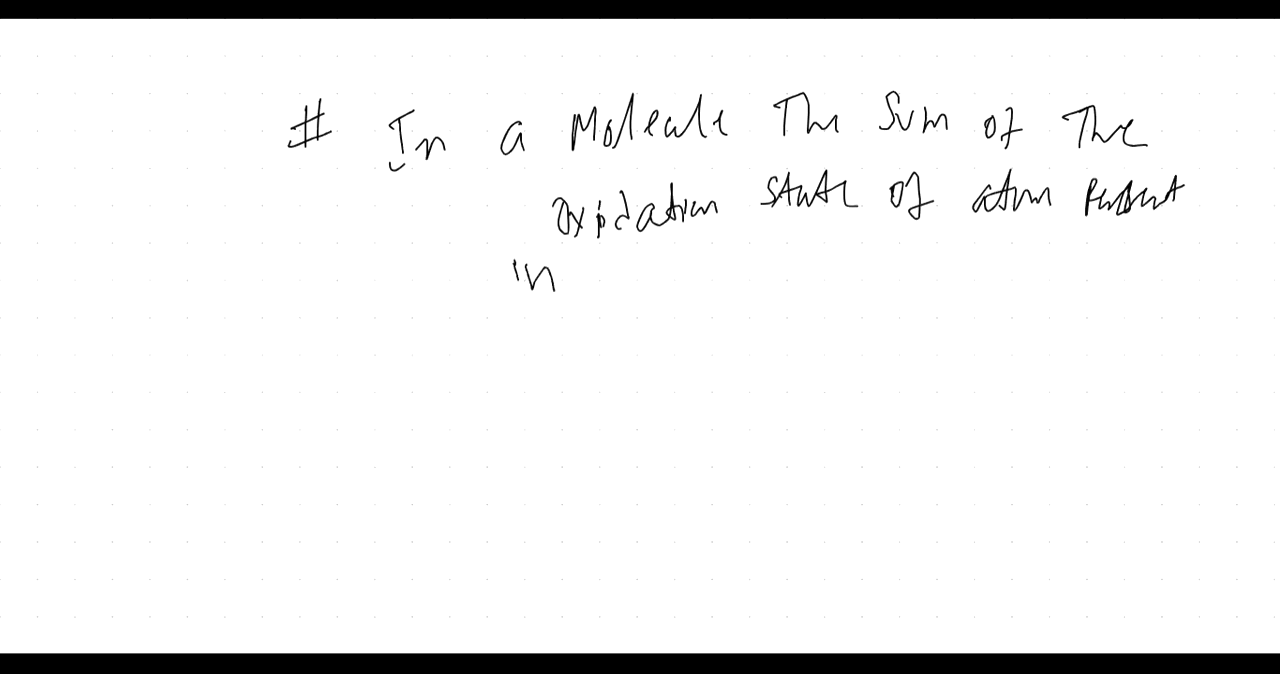 # In a Molecule The Sum of The
oxidation state of atom present
in